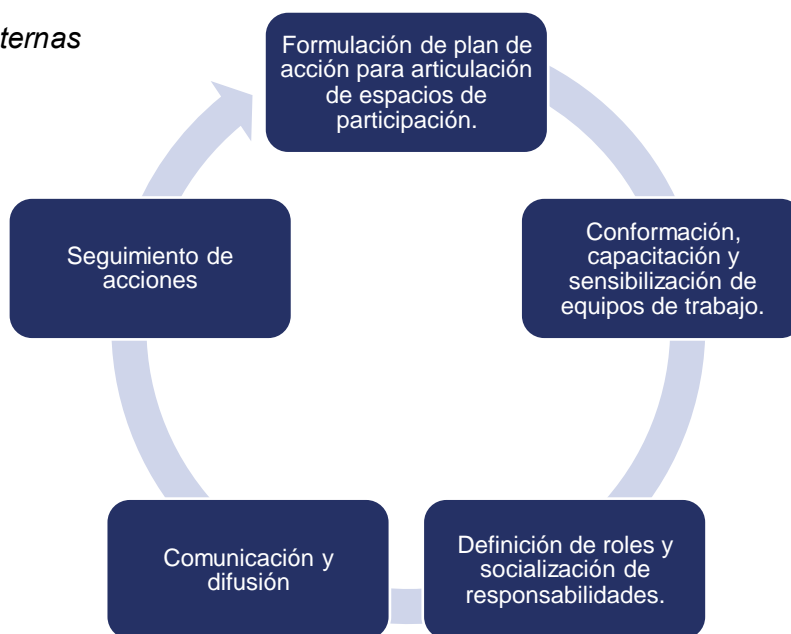 ternas
Formulación de plan de
acción para articulación
de espacios de
participación.
Conformación,
capacitación y
sensibilización de
equipos de trabajo.
Definición de roles y
socialización de
responsabilidades.
Comunicación y
difusión
Seguimiento de
acciones